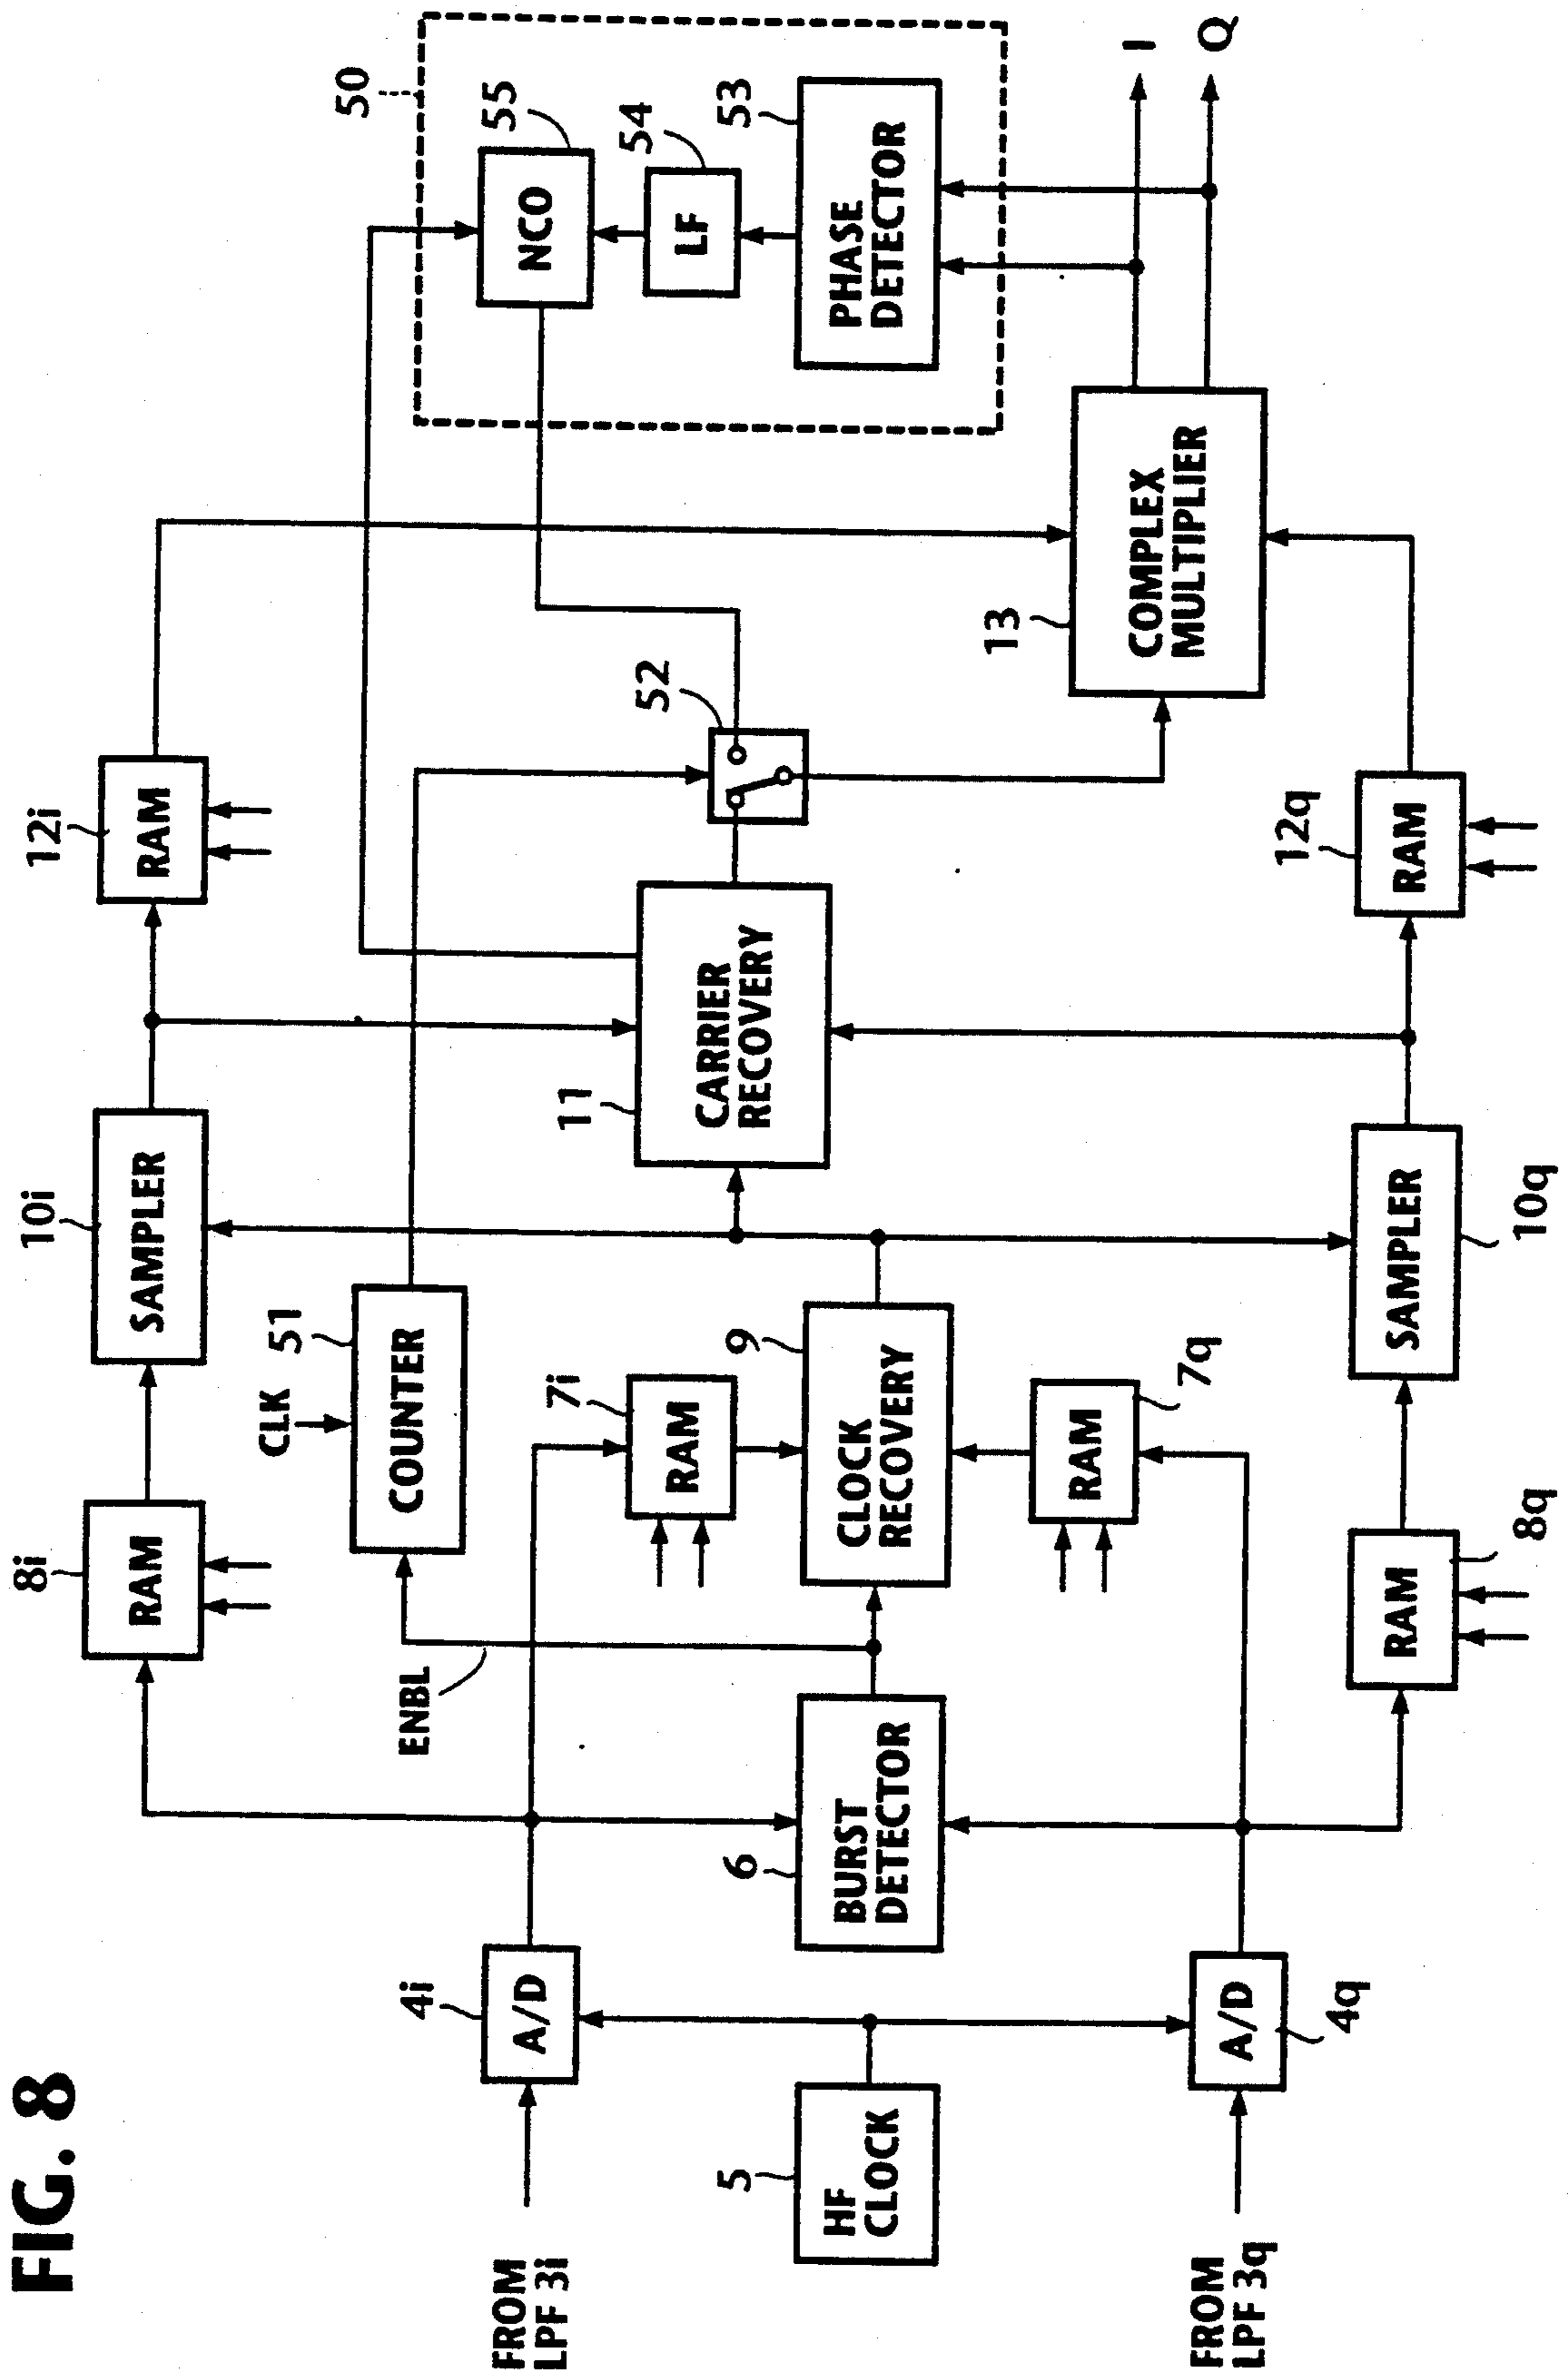 FIG. 8
FROM
LPF 3i
4i
A/D
5
HF
CLOCK
FROM
LPF 3q
A/D
4q
6
BURST
DETECTOR
ENBL
8i
RAM
CLK
51
COUNTER
7i
RAM
9
CLOCK
RECOVERY
RAM
7q
RAM
8q
10i
SAMPLER
SAMPLER
10q
11
CARRIER
RECOVERY
12i
RAM
52
12q
RAM
13
COMPLEX
MULTIPLIER
50
NCO
55
LF
54
PHASE
DETECTOR
53
I
Q